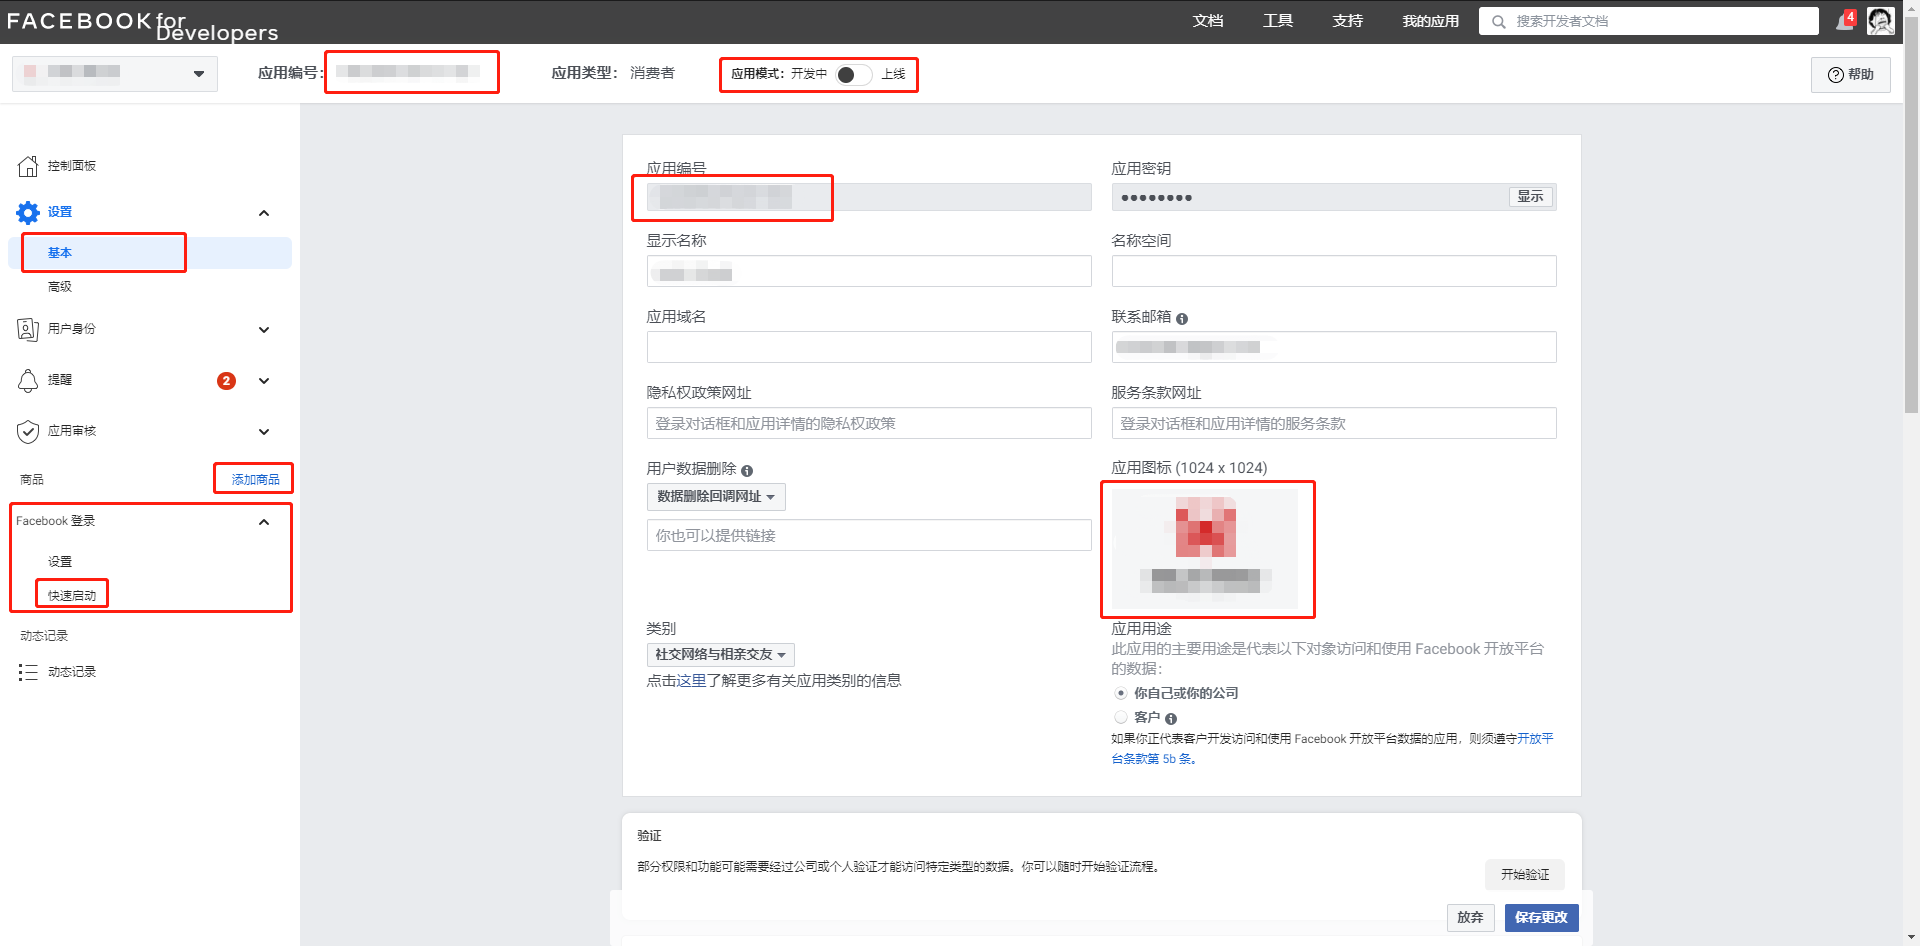 FACEBOOK for Developers
文档 工具 支持 我的应用 搜索开发者文档 4
应用编号：
应用类型： 消费者
应用模式：开发中 上线
帮助
控制面板
设置
基本
高级
用户身份
提醒 2
应用审核
商品 添加商品
Facebook 登录
设置
快速启动
动态记录
动态记录
应用编号
应用密钥
●●●●●●●● 显示
显示名称
名称空间
应用域名
联系邮箱
隐私权政策网址
登录对话框和应用详情的隐私权政策
服务条款网址
登录对话框和应用详情的服务条款
用户数据删除
数据删除回调网址
你也可以提供链接
应用图标 (1024 x 1024)
类别
社交网络与相亲交友
点击这里了解更多有关应用类别的信息
应用用途
此应用的主要用途是代表以下对象访问和使用 Facebook 开放平台
的数据：
你自己或你的公司
客户
如果你正代表客户开发访问和使用 Facebook 开放平台数据的应用，则须遵守开放平
台条款第 5b 条。
验证
部分权限和功能可能需要经过公司或个人验证才能访问特定类型的数据。你可以随时开始验证流程。
开始验证
放弃 保存更改